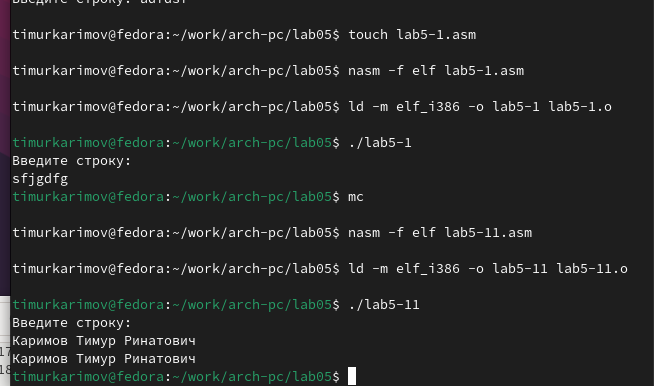 Введите строку:
timurkarimov@fedora:~/work/arch-pc/lab05$ touch lab5-1.asm
timurkarimov@fedora:~/work/arch-pc/lab05$ nasm -f elf lab5-1.asm
timurkarimov@fedora:~/work/arch-pc/lab05$ ld -m elf_i386 -o lab5-1 lab5-1.o
timurkarimov@fedora:~/work/arch-pc/lab05$ ./lab5-1
Введите строку:
sfjgdfg
timurkarimov@fedora:~/work/arch-pc/lab05$ mc
timurkarimov@fedora:~/work/arch-pc/lab05$ nasm -f elf lab5-11.asm
timurkarimov@fedora:~/work/arch-pc/lab05$ ld -m elf_i386 -o lab5-11 lab5-11.o
timurkarimov@fedora:~/work/arch-pc/lab05$ ./lab5-11
Введите строку:
Каримов Тимур Ринатович
Каримов Тимур Ринатович
timurkarimov@fedora:~/work/arch-pc/lab05$